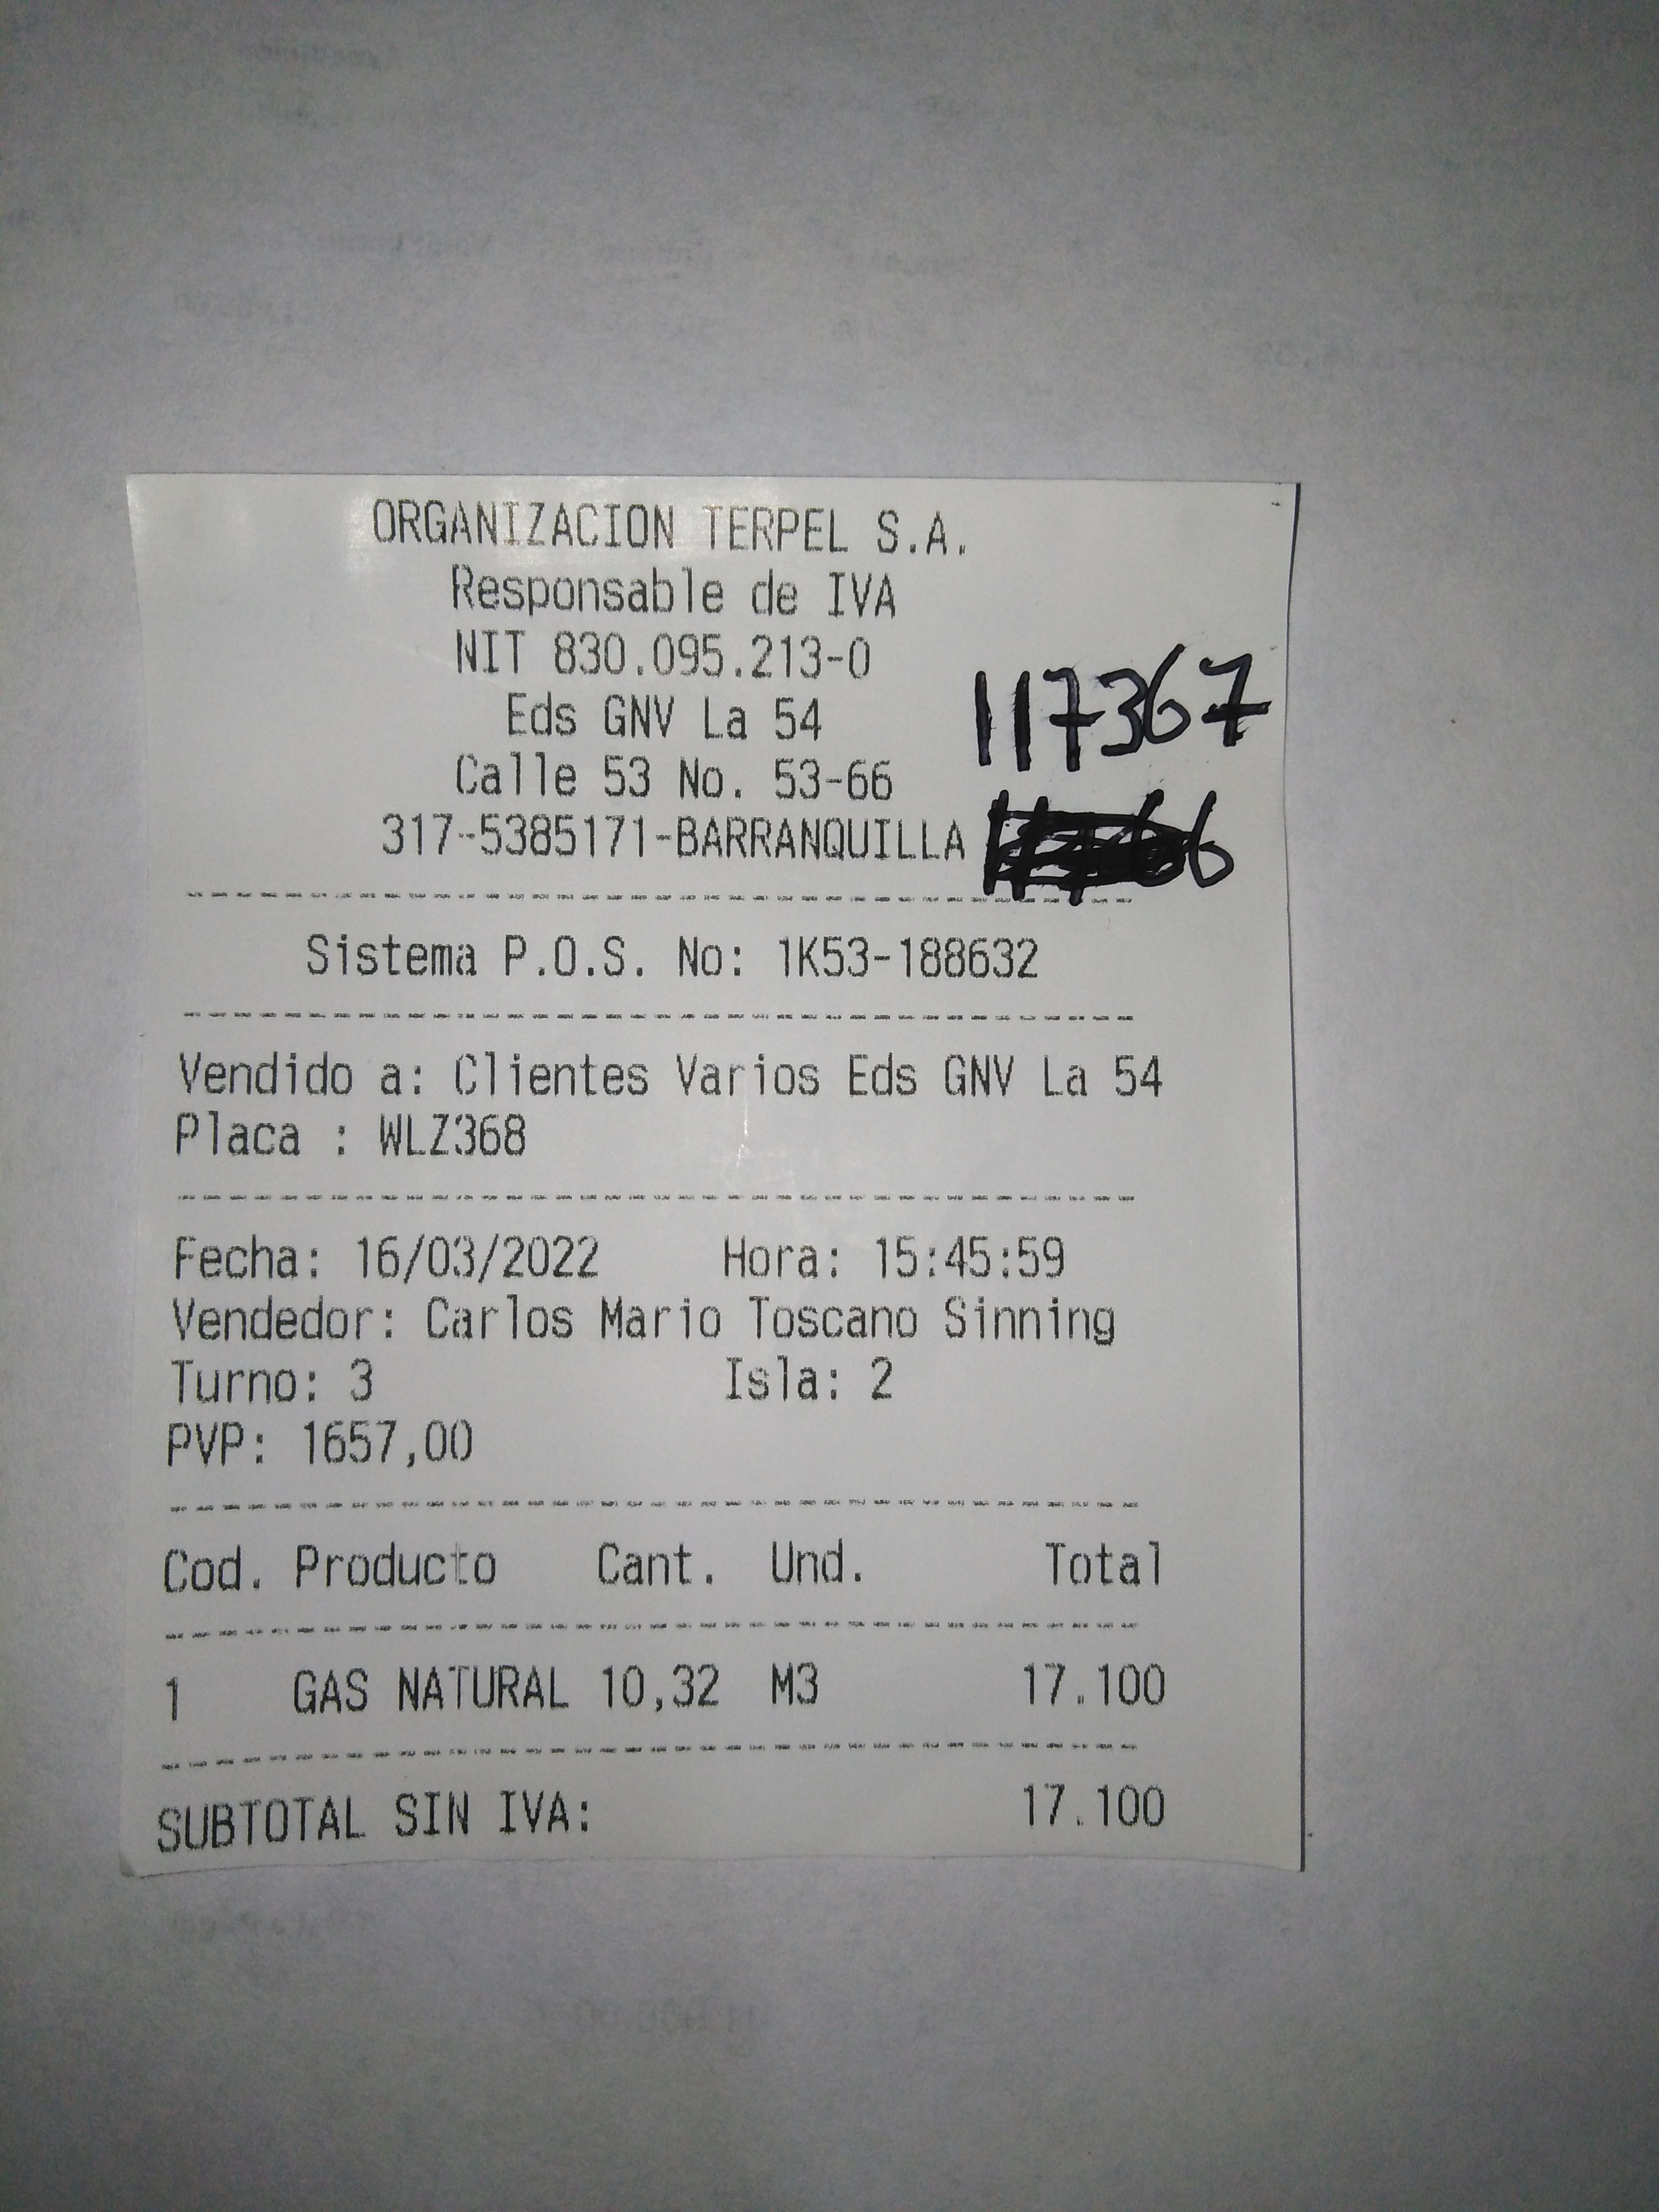 ORGANIZACION TERPEL S.A.
Responsable de IVA
NIT 830.095.213-0
Eds GNV La 54
117367
Calle 53 No. 53-66
317-5385171-BARRANQUILLA
Sistema P.O.S. No: 1K53-188632
Vendido a: Clientes Varios Eds GNV La 54
Placa : WLZ368
Fecha: 16/03/2022 Hora: 15:45:59
Vendedor: Carlos Mario Toscano Sinning
Turno: 3 Isla: 2
PVP: 1657,00
Cod. Producto Cant. Und. Total
1 GAS NATURAL 10,32 M3 17.100
SUBTOTAL SIN IVA: 17.100